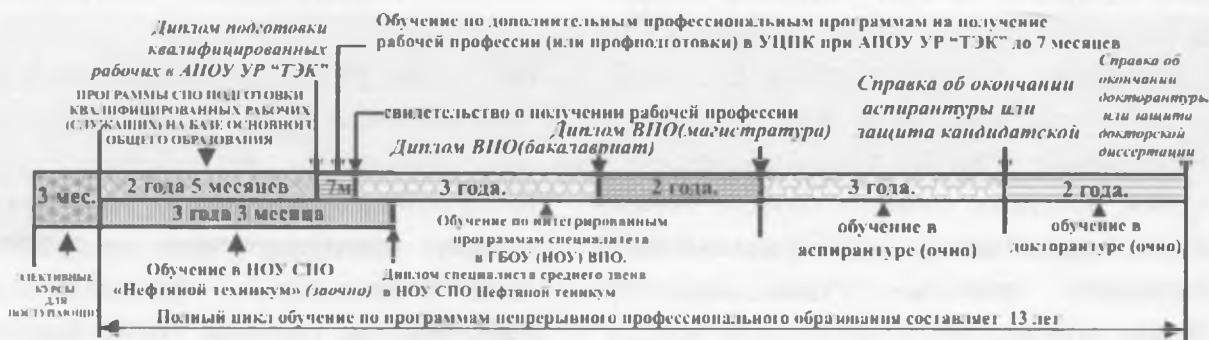 Диплом подготовки
квалифицированных
рабочих в АПОУ УР "ТЭК"
Обучение по дополнительным профессиональным программам на получение
рабочей профессии (или профподготовки) в УЦПК при АПОУ УР "ТЭК" до 7 месяцев
ПРОГРАММЫ СПО ПОДГОТОВКИ
КВАЛИФИЦИРОВАННЫХ РАБОЧИХ
(СЛУЖАЩИХ) НА БАЗЕ ОСНОВНОГО
ОБЩЕГО ОБРАЗОВАНИЯ
свидетельство о получении рабочей профессии
Диплом ВПО(магистратура)
Диплом ВПО(бакалавриат)
Справка об окончании
аспирантуры или
защита кандидатской
Справка об
окончании
докторантуры
или защита
докторской
диссертации
3 мес.
2 года 5 месяцев
7м
3 года.
2 года.
3 года.
2 года.
3 года 3 месяца
ЭЛЕКТИВНЫЕ
КУРСЫ
ДЛЯ
ПОСТУПАЮЩИХ
Обучение в НОУ СПО
«Нефтяной техникум» (заочно)
Диплом специалиста среднего звена
в НОУ СПО Нефтяной теникум
Обучение по интегрированным
программам специалитета
в ГБОУ (НОУ) ВПО.
обучение в
аспирантуре (очно)
обучение в
докторантуре (очно)
Полный цикл обучение по программам непрерывного профессионального образования составляет 13 лет